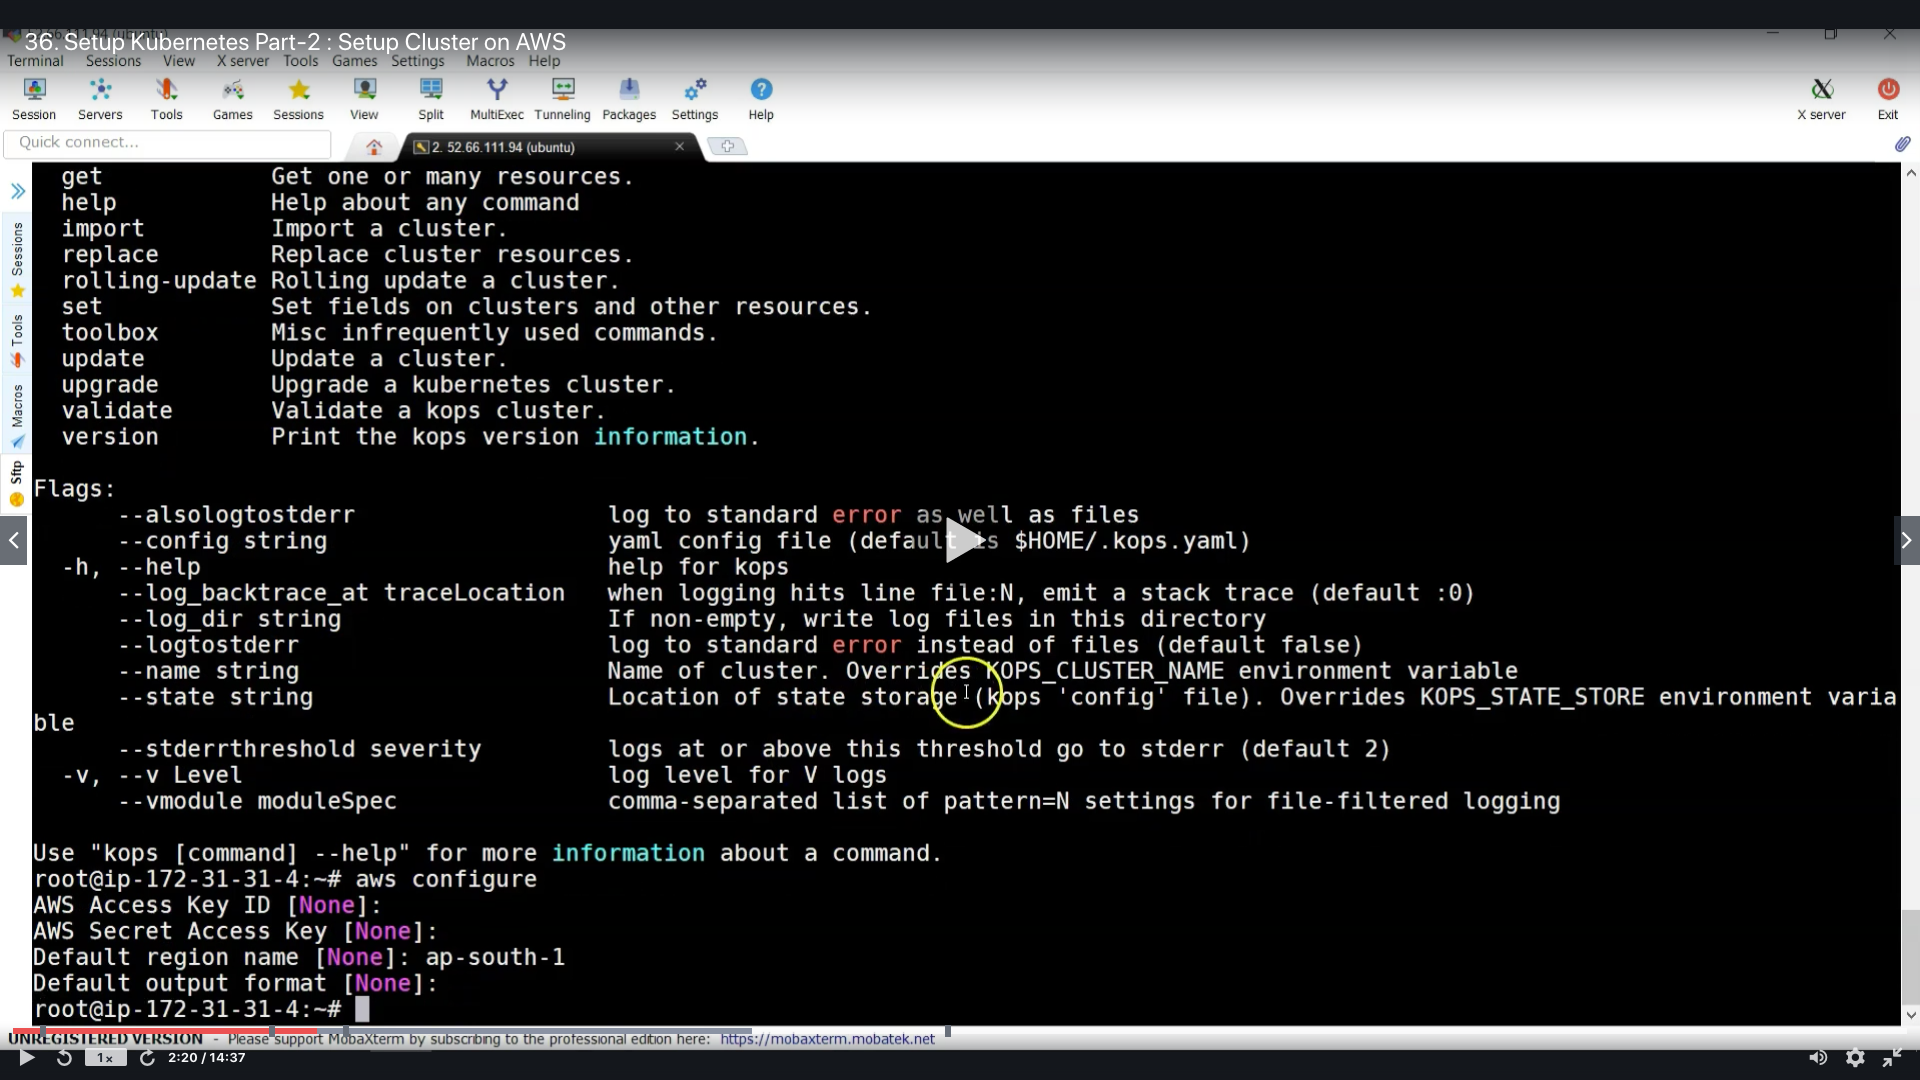 36. Setup Kubernetes Part-2 : Setup Cluster on AWS
Terminal Sessions View X server Tools Games Settings Macros Help
Session Servers Tools Games Sessions View Split MultiExec Tunneling Packages Settings Help X server Exit
Quick connect...
2. 52.66.111.94 (ubuntu)
Sessions
Tools
Macros
Sftp
get Get one or many resources.
help Help about any command
import Import a cluster.
replace Replace cluster resources.
rolling-update Rolling update a cluster.
set Set fields on clusters and other resources.
toolbox Misc infrequently used commands.
update Update a cluster.
upgrade Upgrade a kubernetes cluster.
validate Validate a kops cluster.
version Print the kops version information.
Flags:
--alsologtostderr log to standard error as well as files
--config string yaml config file (default is $HOME/.kops.yaml)
-h, --help help for kops
--log_backtrace_at traceLocation when logging hits line file:N, emit a stack trace (default :0)
--log_dir string If non-empty, write log files in this directory
--logtostderr log to standard error instead of files (default false)
--name string Name of cluster. Overrides KOPS_CLUSTER_NAME environment variable
--state string Location of state storage (kops 'config' file). Overrides KOPS_STATE_STORE environment varia
ble
--stderrthreshold severity logs at or above this threshold go to stderr (default 2)
-v, --v Level log level for V logs
--vmodule moduleSpec comma-separated list of pattern=N settings for file-filtered logging
Use "kops [command] --help" for more information about a command.
root@ip-172-31-31-4:~# aws configure
AWS Access Key ID [None]:
AWS Secret Access Key [None]:
Default region name [None]: ap-south-1
Default output format [None]:
root@ip-172-31-31-4:~#
UNREGISTERED VERSION - Please support MobaXterm by subscribing to the professional edition here: https://mobaxterm.mobatek.net
1x 2:20 / 14:37